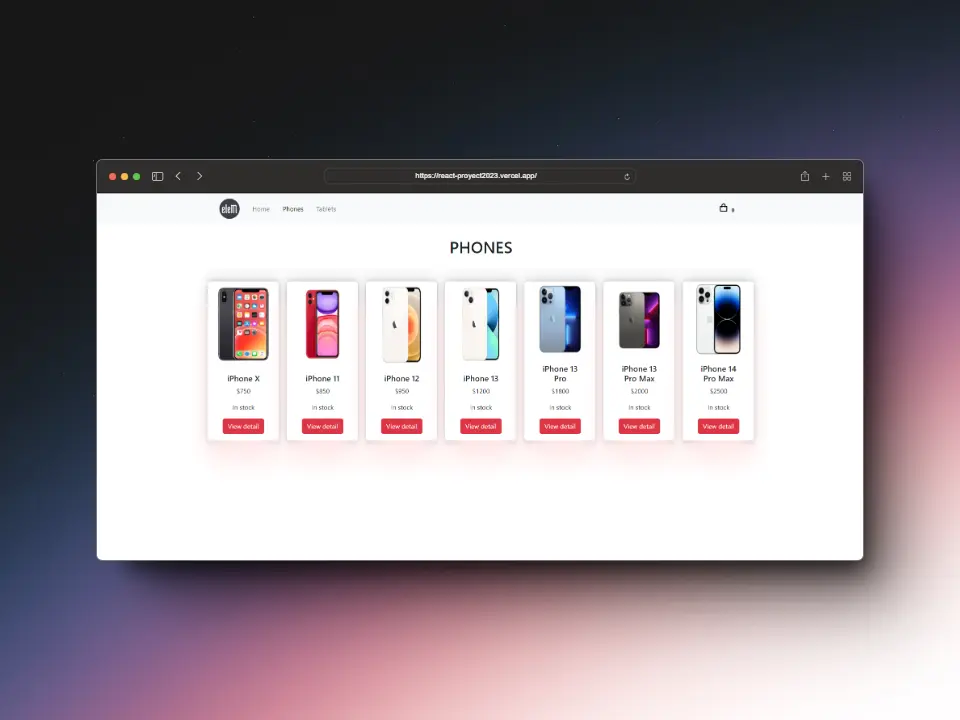 https://react-proyect2023.vercel.app/
eleM
Home Phones Tablets
0
PHONES
iPhone X
$750
In stock
View detail
iPhone 11
$850
In stock
View detail
iPhone 12
$950
In stock
View detail
iPhone 13
$1200
In stock
View detail
iPhone 13
Pro
$1800
In stock
View detail
iPhone 13
Pro Max
$2000
In stock
View detail
iPhone 14
Pro Max
$2500
In stock
View detail